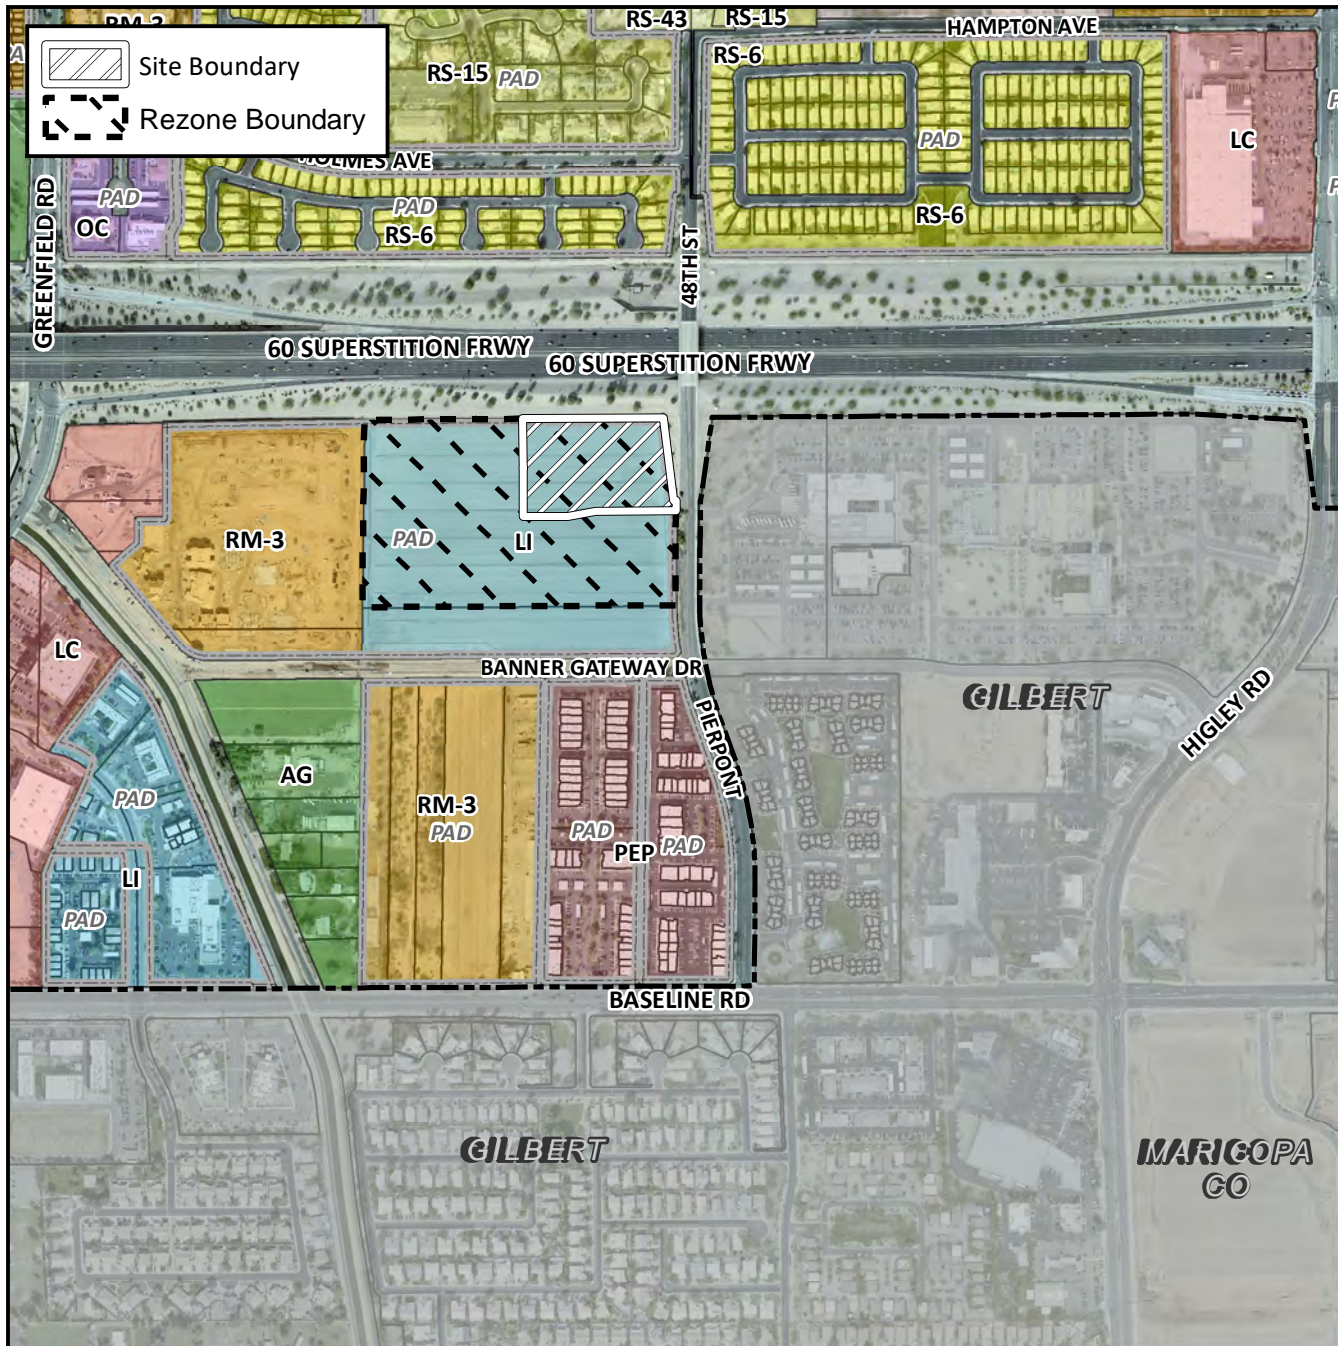 RM-3
RS-43
RS-15
HAMPTON AVE
Site Boundary
Rezone Boundary
RS-15
PAD
RS-6
PAD
LC
HOLMES AVE
PAD
OC
PAD
RS-6
RS-6
GREENFIELD RD
48TH ST
60 SUPERSTITION FRWY
60 SUPERSTITION FRWY
RM-3
PAD
LI
LC
BANNER GATEWAY DR
PIERPONT
GILBERT
HIGLEY RD
AG
RM-3
PAD
PAD
PAD
PEP
PAD
LI
PAD
BASELINE RD
GILBERT
MARICOPA
CO